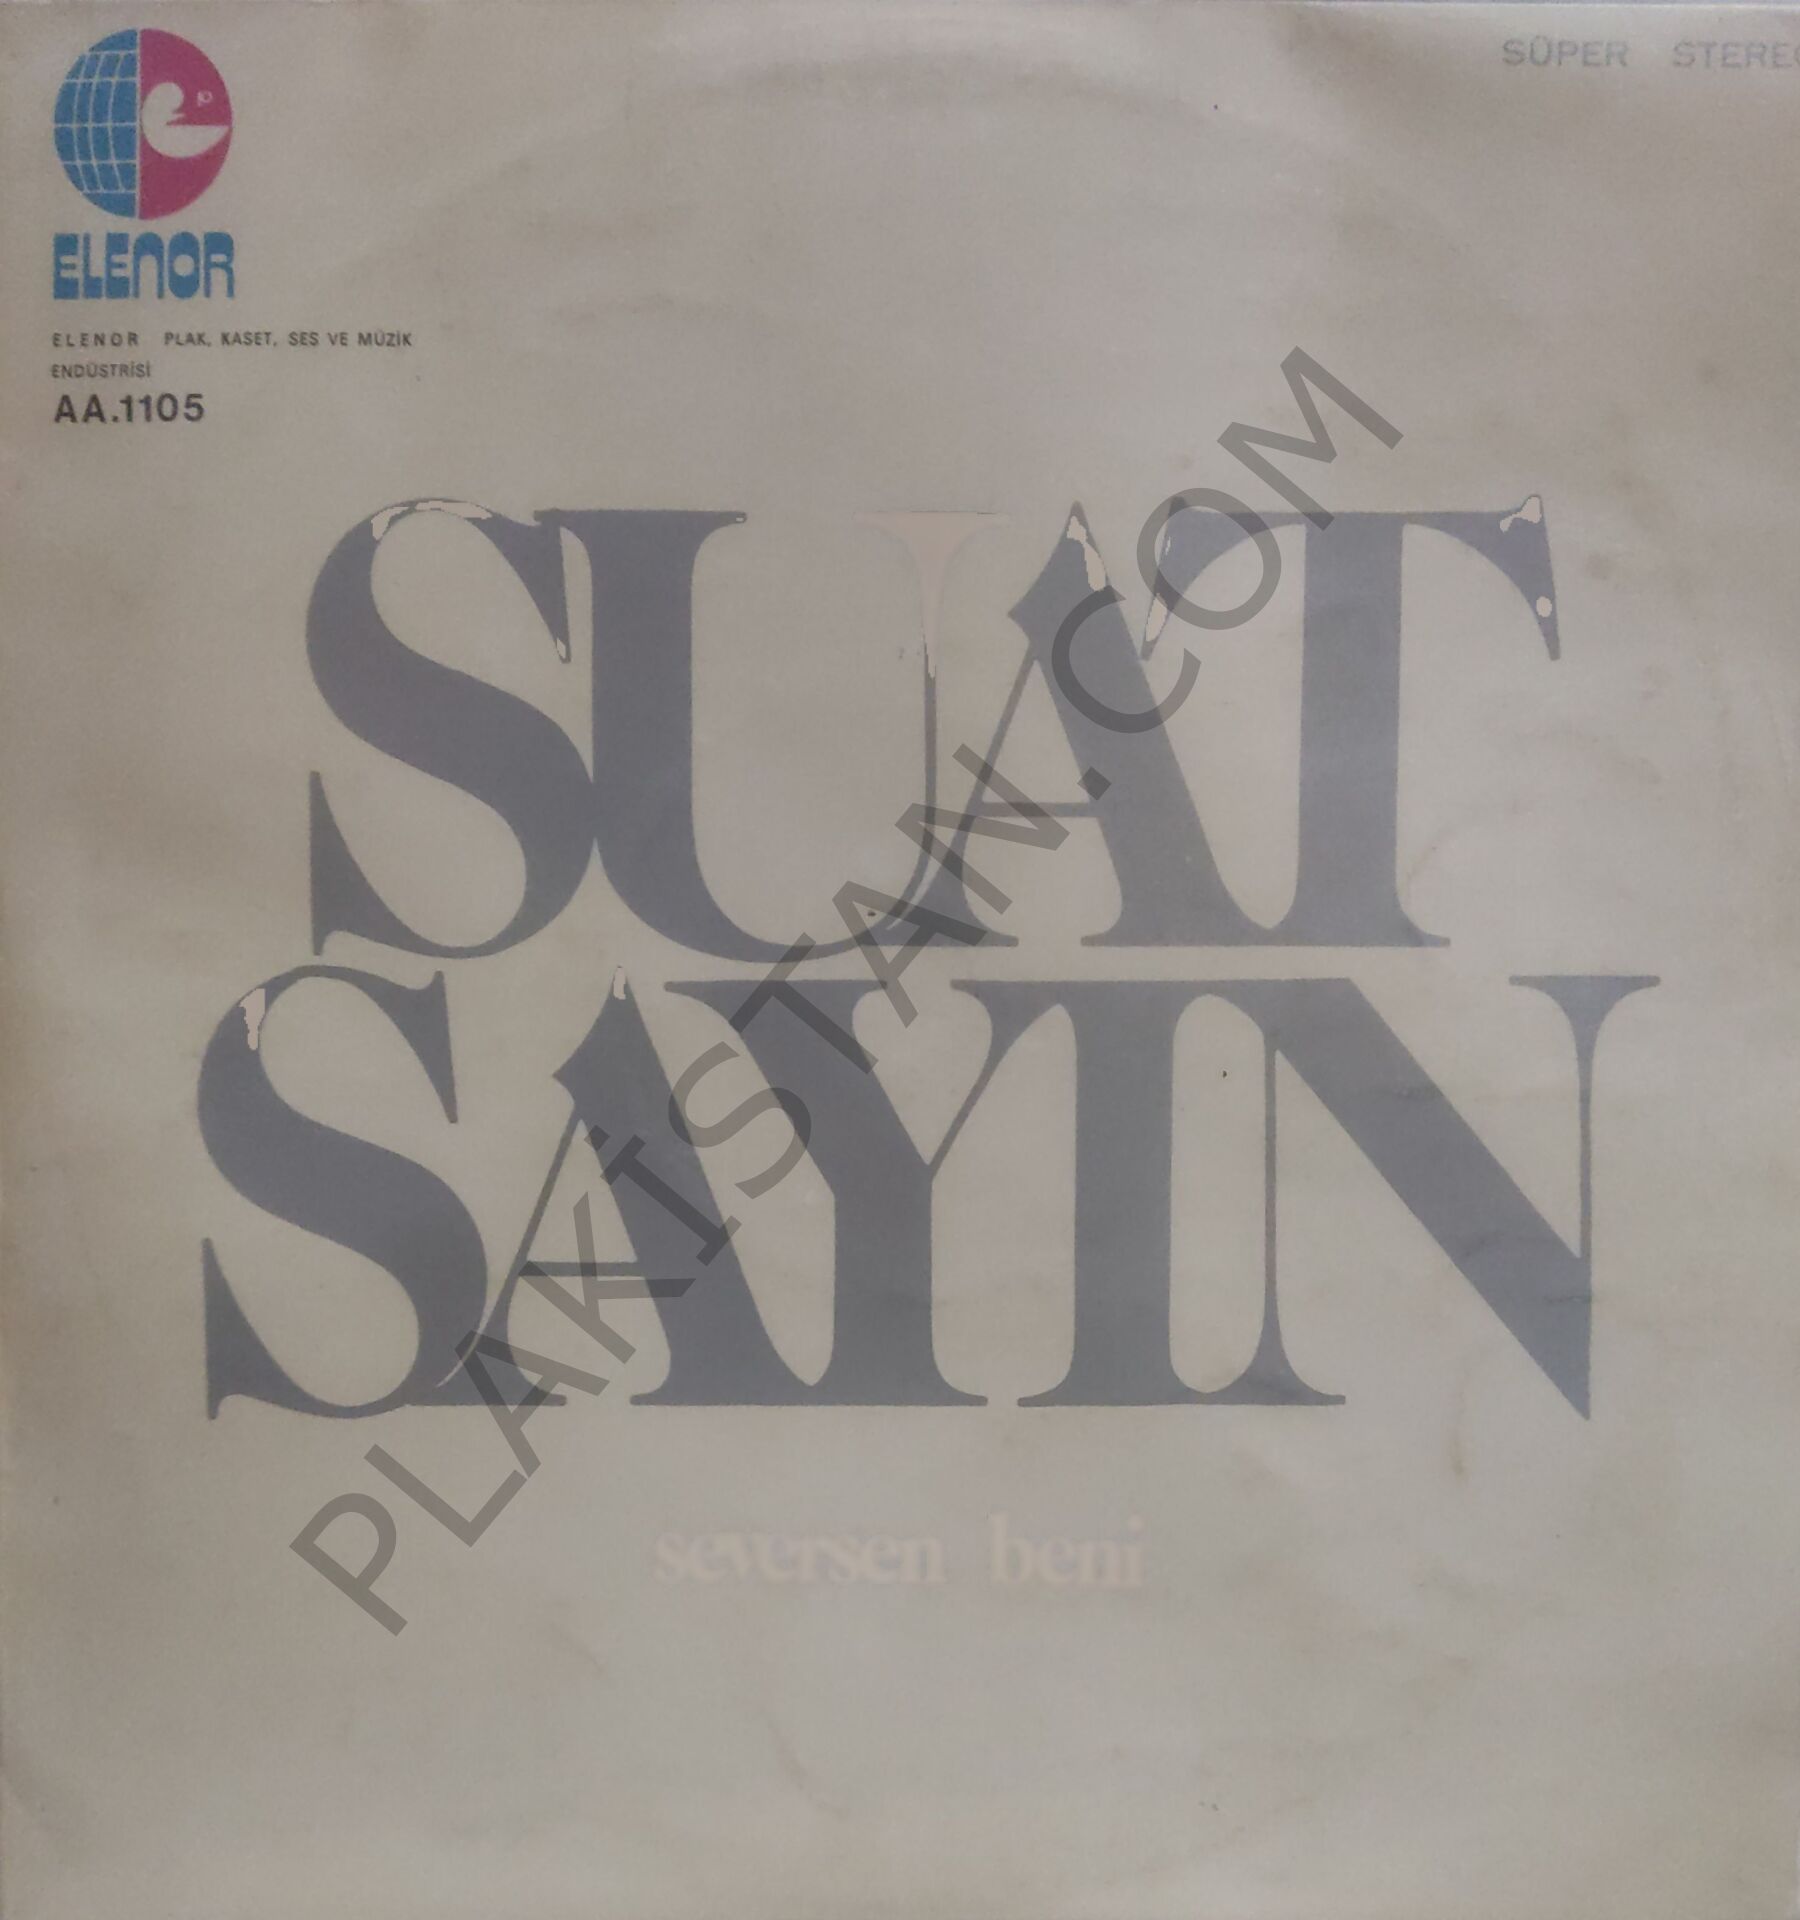 SÜPER STEREO
ELENOR
ELENOR PLAK, KASET, SES VE MÜZİK
ENDÜSTRİSİ
AA.1105
SUAT
SAYIN
seversen beni
PLAKİSTAN.COM